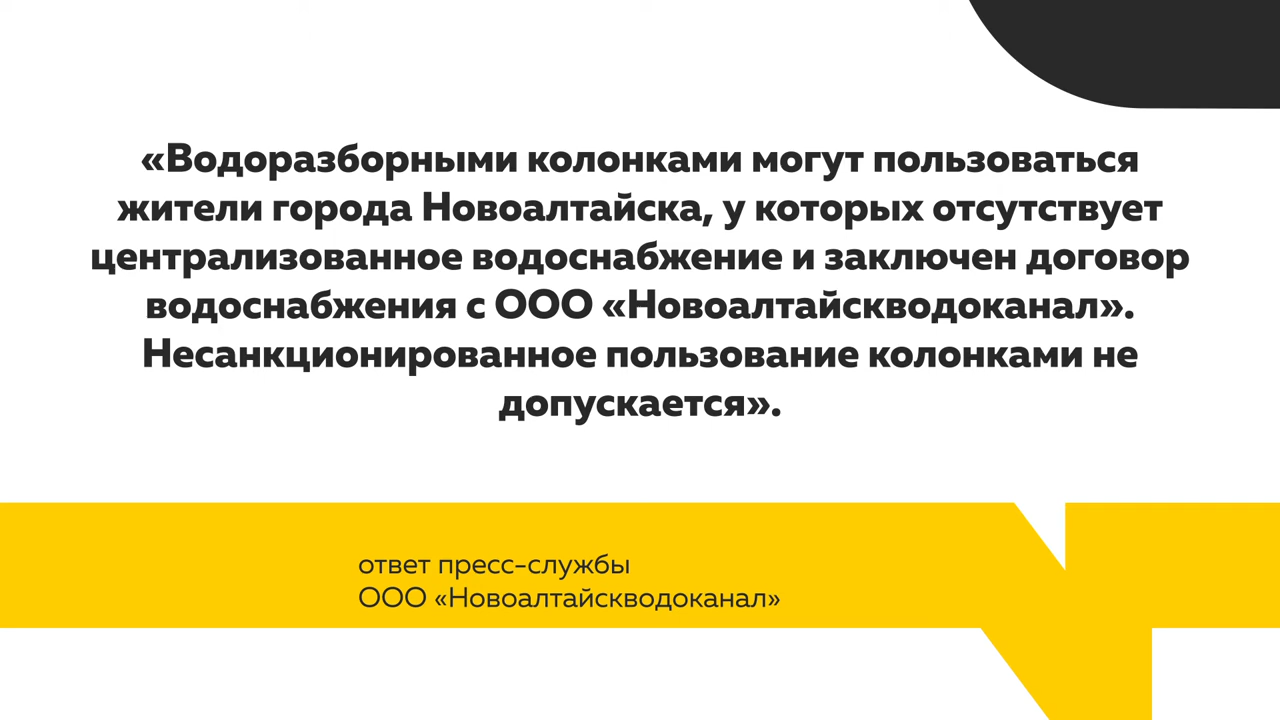 «Водоразборными колонками могут пользоваться
жители города Новоалтайска, у которых отсутствует
централизованное водоснабжение и заключен договор
водоснабжения с ООО «Новоалтайскводоканал».
Несанкционированное пользование колонками не
допускается».
ответ пресс-службы
ООО «Новоалтайскводоканал»